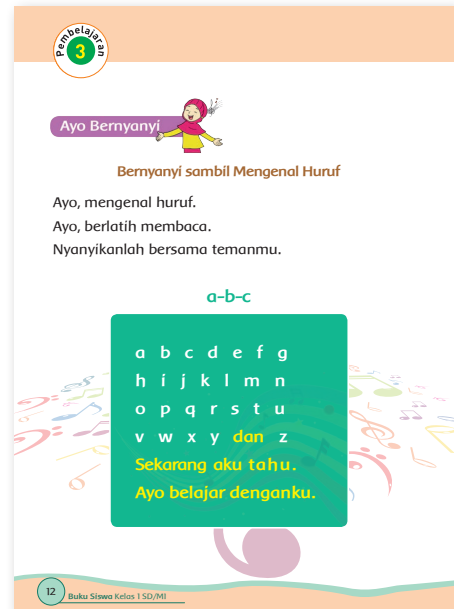 Pembelajaran
3
Ayo Bernyanyi
Bernyanyi sambil Mengenal Huruf
Ayo, mengenal huruf.
Ayo, berlatih membaca.
Nyanyikanlah bersama temanmu.
a-b-c
a b c d e f g
h i j k l m n
o p q r s t u
v w x y dan z
Sekarang aku tahu.
Ayo belajar denganku.
12 Buku Siswa Kelas I SD/MI